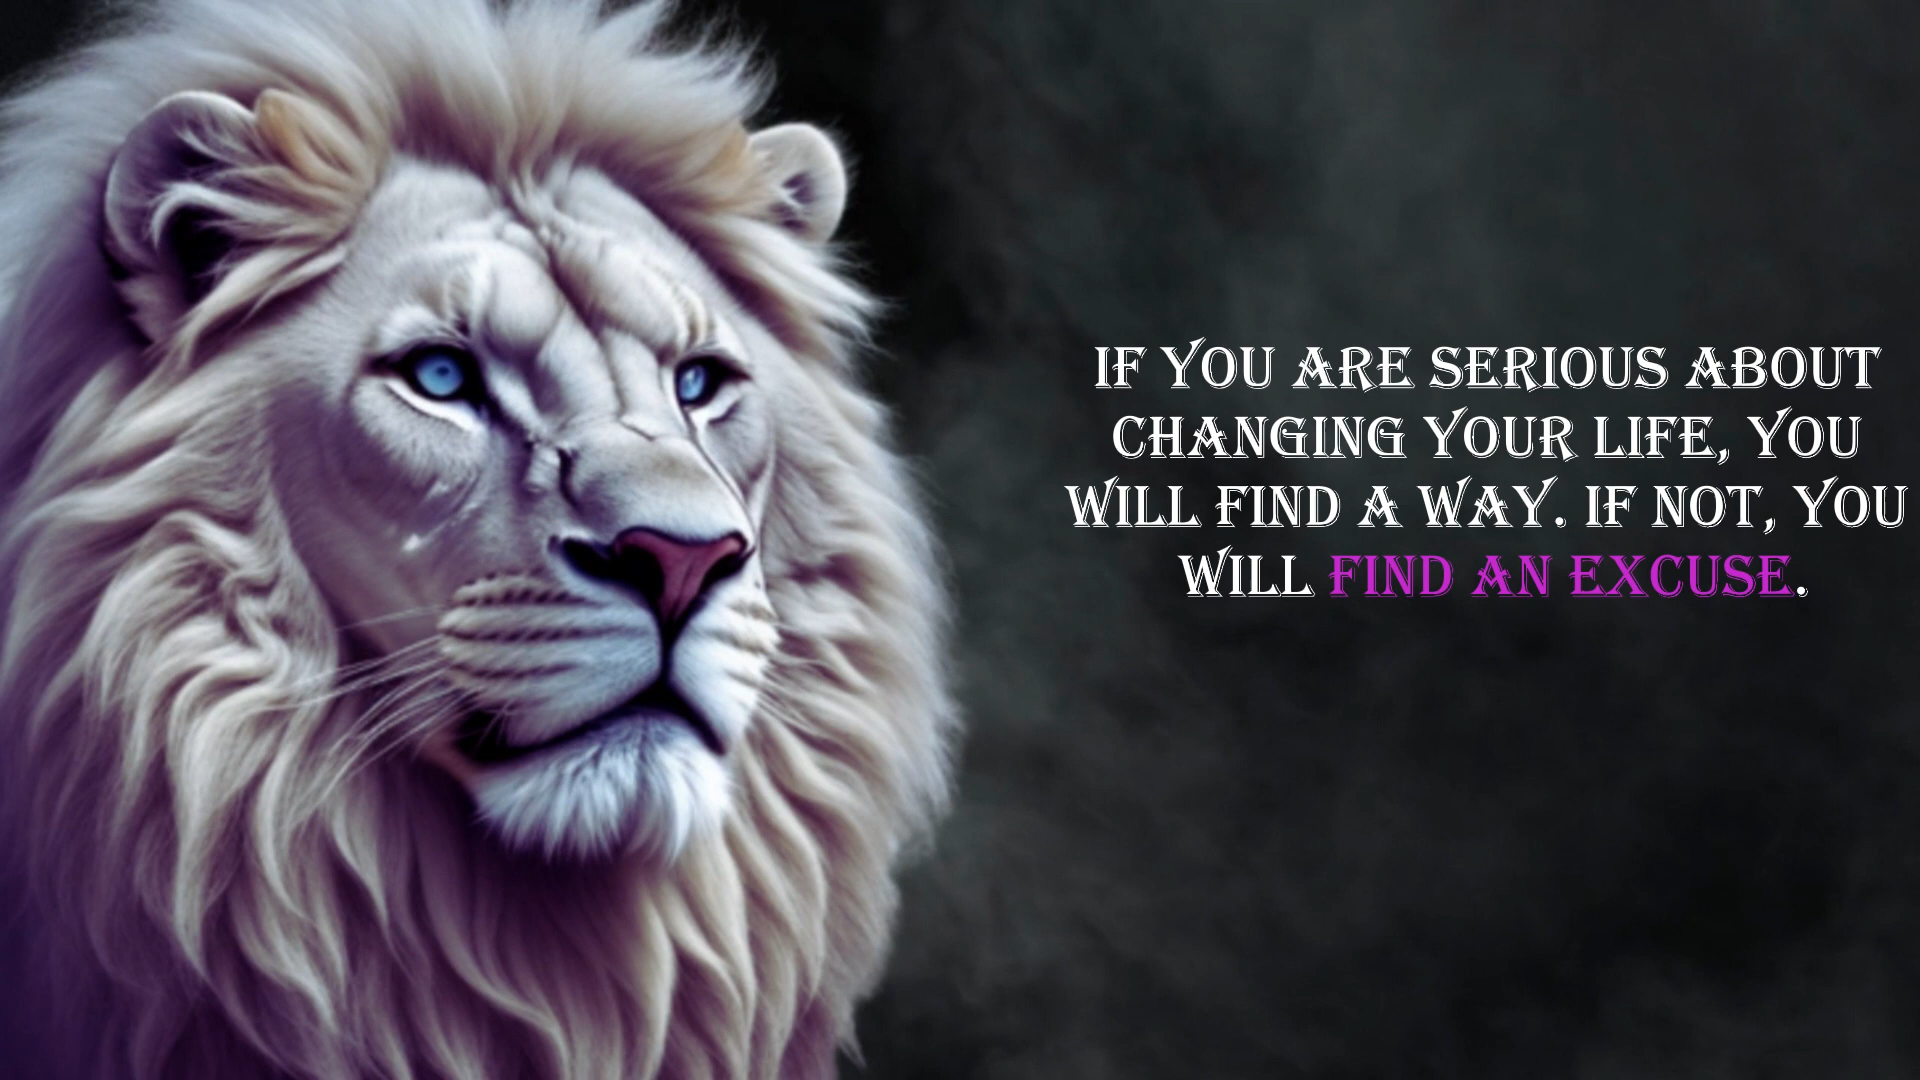 IF YOU ARE SERIOUS ABOUT
CHANGING YOUR LIFE, YOU
WILL FIND A WAY. IF NOT, YOU
WILL FIND AN EXCUSE.